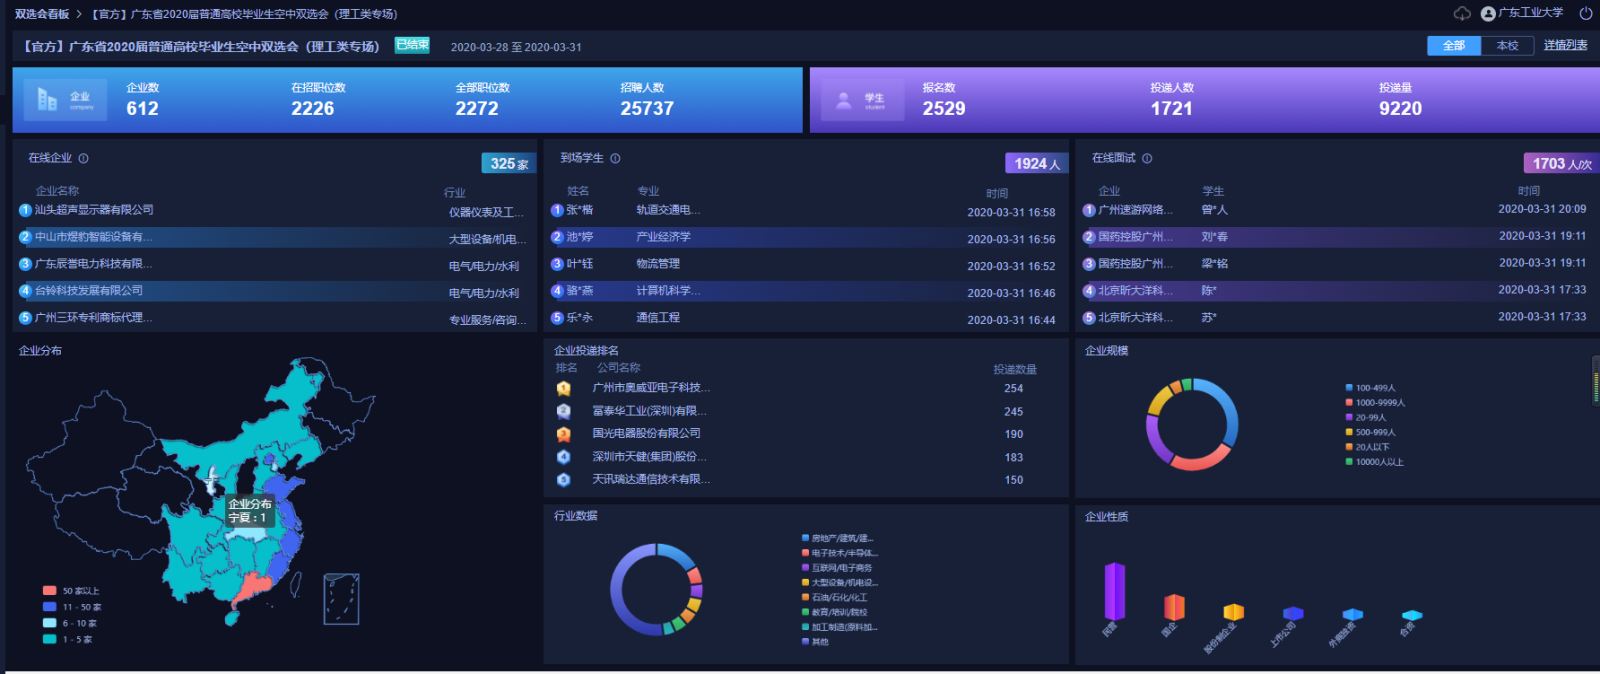 双选会看板 > 【官方】广东省2020届普通高校毕业生空中双选会（理工类专场）
广东工业大学
【官方】广东省2020届普通高校毕业生空中双选会（理工类专场） 已结束 2020-03-28 至 2020-03-31
全部 本校 详情列表
企业 company
企业数 在招职位数 全部职位数 招聘人数
612 2226 2272 25737
学生 student
报名数 投递人数 投递量
2529 1721 9220
在线企业 325 家
企业名称 行业
1 汕头超声显示器有限公司 仪器仪表及工...
2 中山市煜豹智能设备有... 大型设备/机电...
3 广东辰誉电力科技有限... 电气/电力/水利
4 台铃科技发展有限公司 电气/电力/水利
5 广州三环专利商标代理... 专业服务/咨询...
到场学生 1924 人
姓名 专业 时间
1 张*楷 轨道交通电... 2020-03-31 16:58
2 池*婷 产业经济学 2020-03-31 16:56
3 叶*钰 物流管理 2020-03-31 16:52
4 骆*燕 计算机科学... 2020-03-31 16:46
5 乐*永 通信工程 2020-03-31 16:44
在线面试 1703 人/次
企业 学生 时间
1 广州速游网络... 曾*人 2020-03-31 20:09
2 国药控股广州... 刘*春 2020-03-31 19:11
3 国药控股广州... 梁*铭 2020-03-31 19:11
4 北京昕大洋科... 陈* 2020-03-31 17:33
5 北京昕大洋科... 苏* 2020-03-31 17:33
企业分布
企业分布
宁夏 : 1
50 家以上
11 - 50 家
6 - 10 家
1 - 5 家
企业投递排名
排名 公司名称 投递数量
1 广州市奥威亚电子科技... 254
2 富泰华工业(深圳)有限... 245
3 国光电器股份有限公司 190
4 深圳市天健(集团)股份... 183
5 天讯瑞达通信技术有限... 150
企业规模
100-499人
1000-9999人
20-99人
500-999人
20人以下
10000人以上
行业数据
房地产/建筑/建...
电子技术/半导体...
互联网/电子商务
大型设备/机电设...
石油/石化/化工
教育/培训/院校
加工制造(原料加...
其他
企业性质
民营
国企
股份制企业
上市公司
外商独资
合资